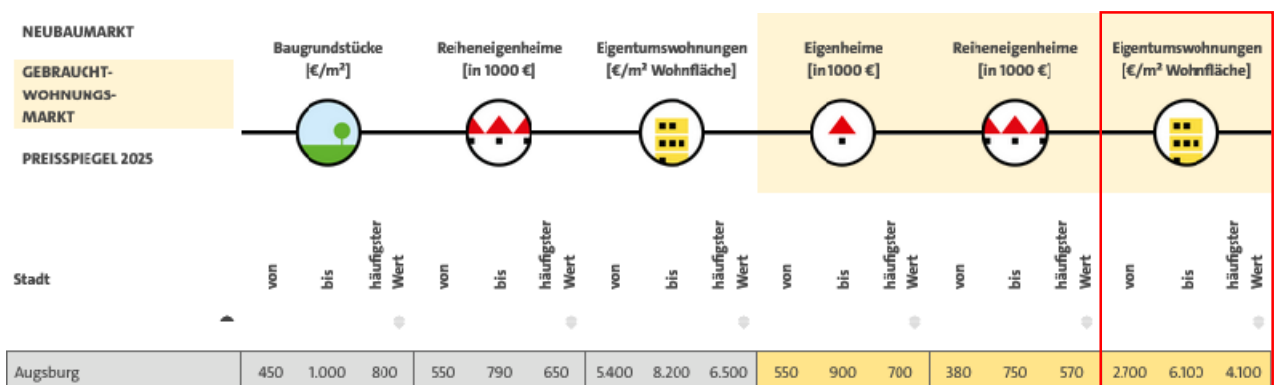 NEUBAUMARKT
GEBRAUCHT-
WOHNUNGS-
MARKT
PREISSPIEGEL 2025
Baugrundstücke
[€/m²]
Reiheneigenheime
[in 1000 €]
Eigentumswohnungen
[€/m² Wohnfläche]
Eigenheime
[in 1000 €]
Reiheneigenheime
[in 1000 €]
Eigentumswohnungen
[€/m² Wohnfläche]
Stadt
von bis häufigster Wert von bis häufigster Wert von bis häufigster Wert von bis häufigster Wert von bis häufigster Wert von bis häufigster Wert
Augsburg 450 1.000 800 550 790 650 5.400 8.200 6.500 550 900 700 380 750 570 2.700 6.100 4.100